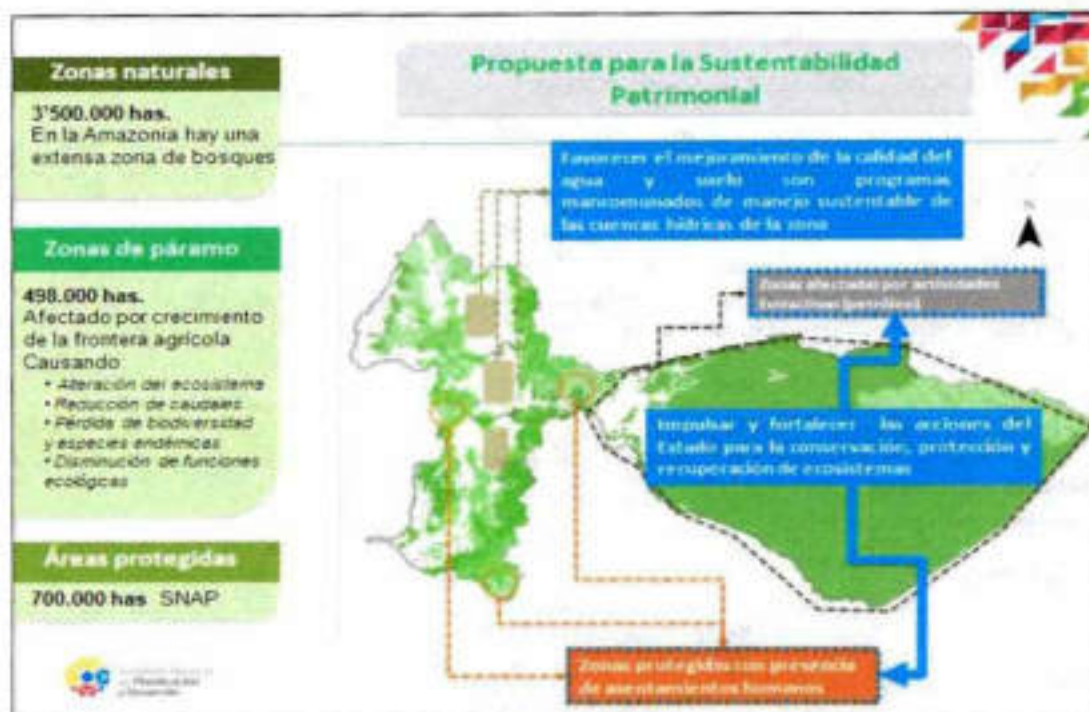 Propuesta para la Sustentabilidad
Patrimonial
Zonas naturales
3'500.000 has.
En la Amazonia hay una
extensa zona de bosques
Zonas de páramo
498.000 has.
Afectado por crecimiento
de la frontera agrícola
Causando
• Alteración del ecosistema
• Reducción de caudales
• Pérdida de biodiversidad
y especies endémicas
• Disminución de funciones
ecológicas
Áreas protegidas
700.000 has SNAP
Favorecer el mejoramiento de la calidad del
agua y suelo con programas
mancomunados de manejo sustentable de
las cuencas hídricas de la zona
Zonas afectadas por actividades
extractivas (petróleo)
Impulsar y fortalecer las acciones del
Estado para la conservación, protección y
recuperación de ecosistemas
Zonas protegidas con presencia
de asentamientos humanos